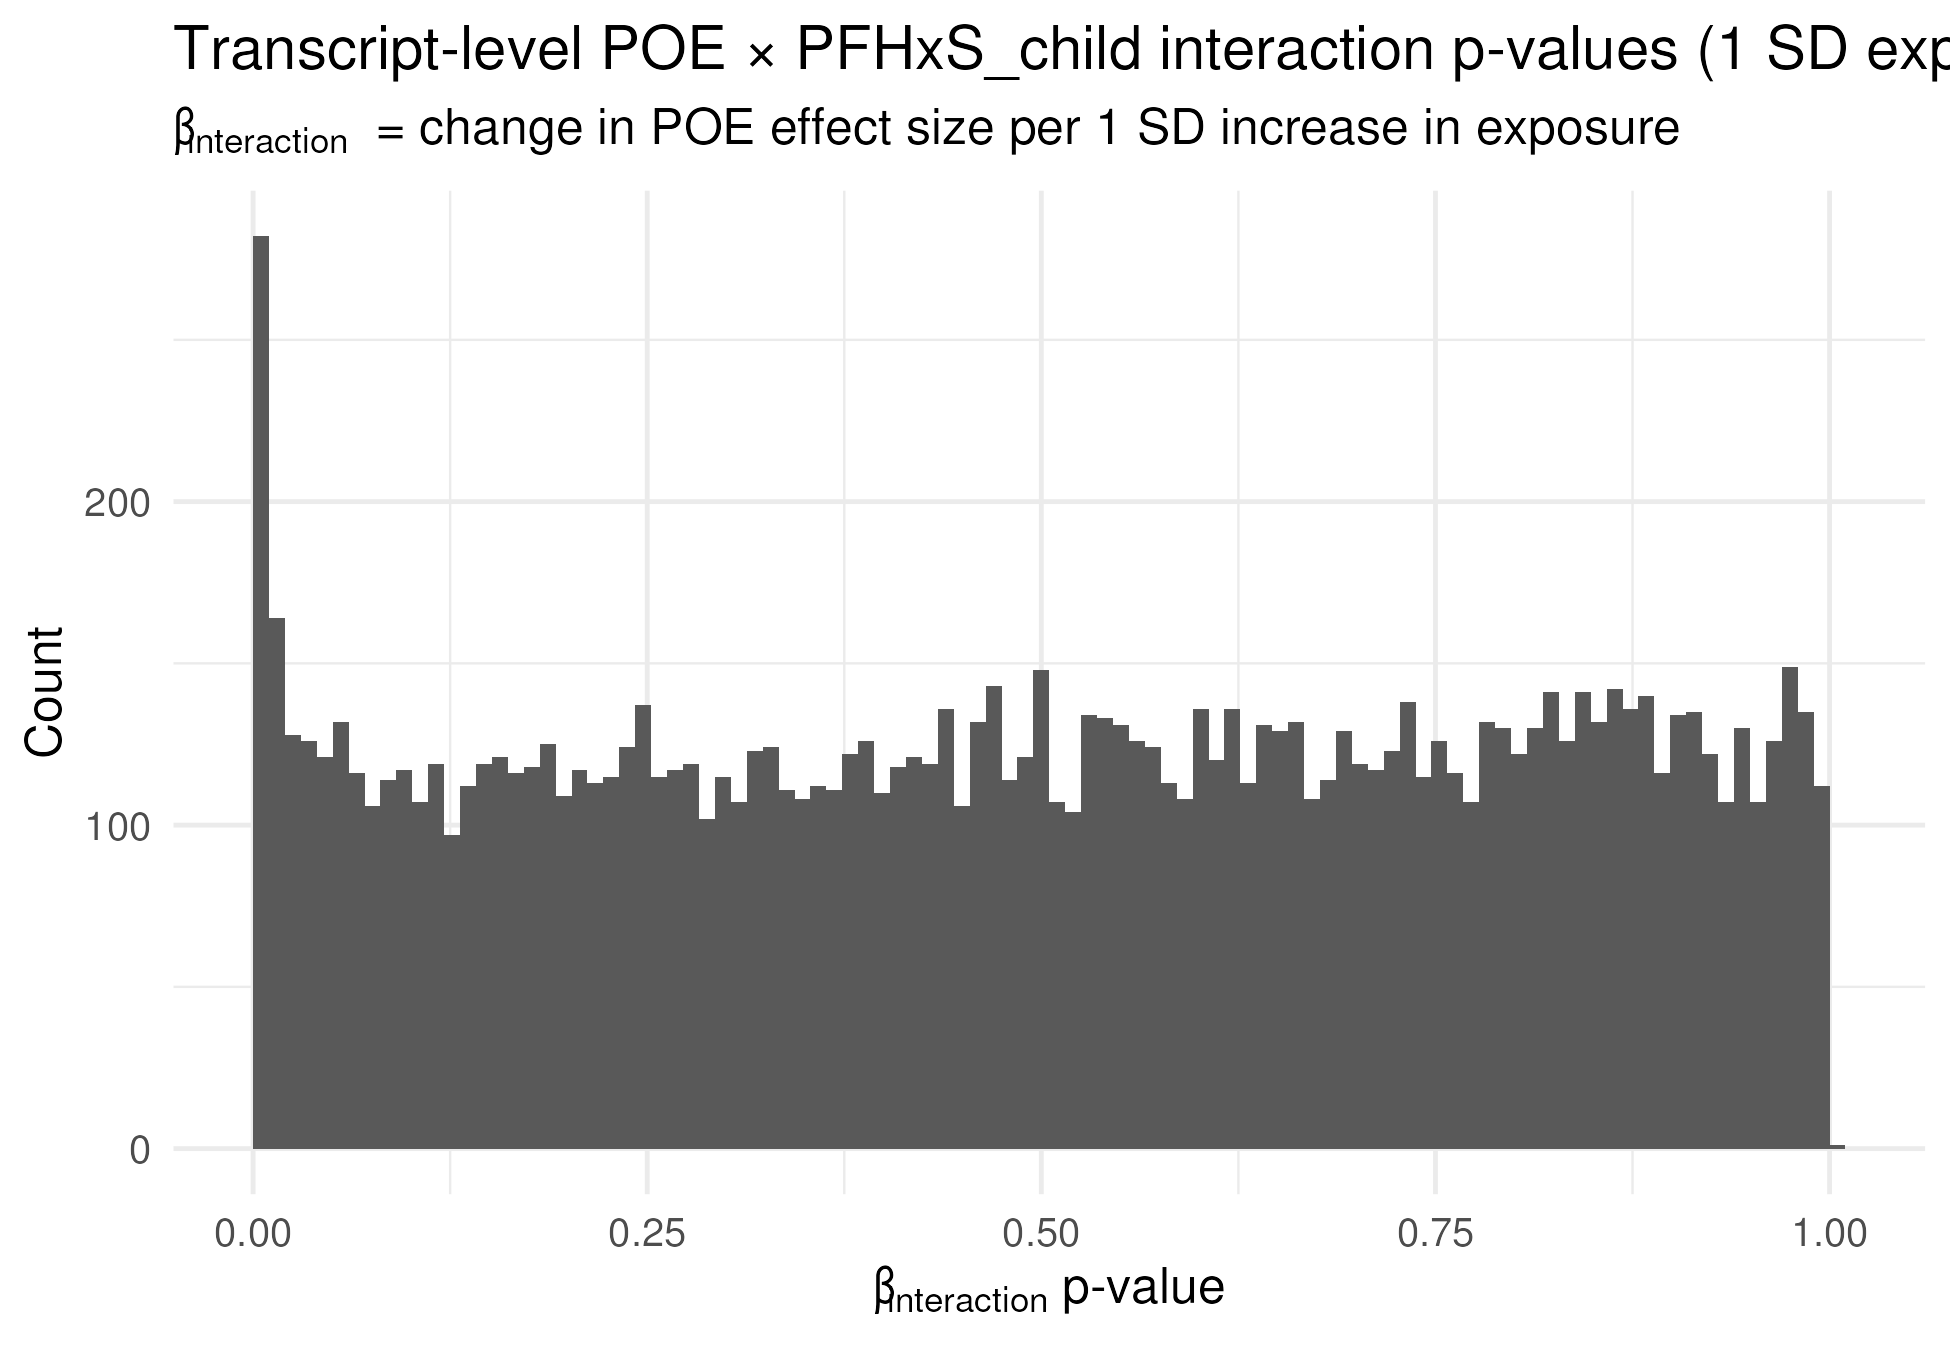 Transcript-level POE × PFHxS_child interaction p-values (1 SD exp
βinteraction = change in POE effect size per 1 SD increase in exposure
Count
200
100
0
0.00 0.25 0.50 0.75 1.00
βinteraction p-value